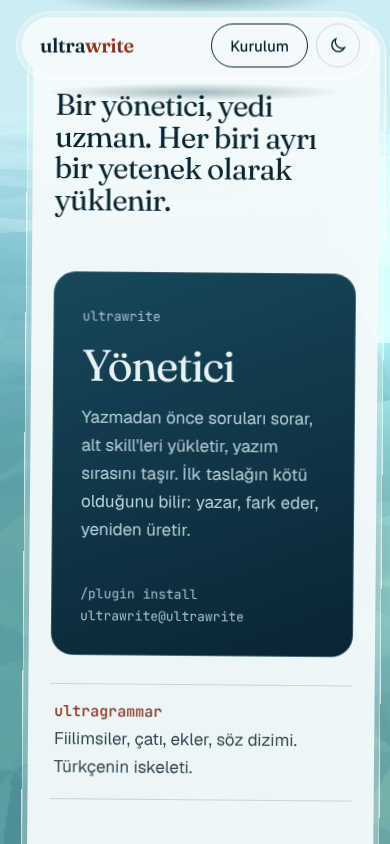 ultrawrite
Kurulum
Bir yönetici, yedi
uzman. Her biri ayrı
bir yetenek olarak
yüklenir.
ultrawrite
Yönetici
Yazmadan önce soruları sorar,
alt skill'leri yükletir, yazım
sırasını taşır. İlk taslağın kötü
olduğunu bilir: yazar, fark eder,
yeniden üretir.
/plugin install
ultrawrite@ultrawrite
ultragrammar
Fiilimsiler, çatı, ekler, söz dizimi.
Türkçenin iskeleti.